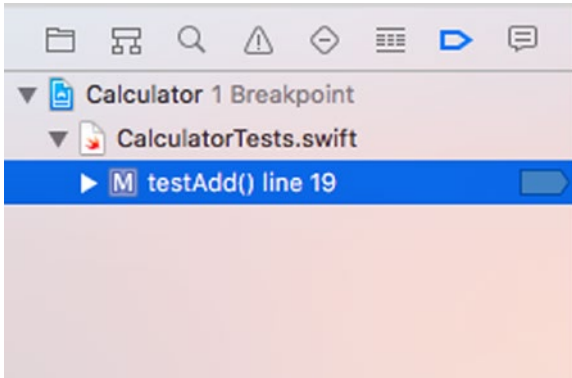 Calculator 1 Breakpoint
CalculatorTests.swift
M testAdd() line 19